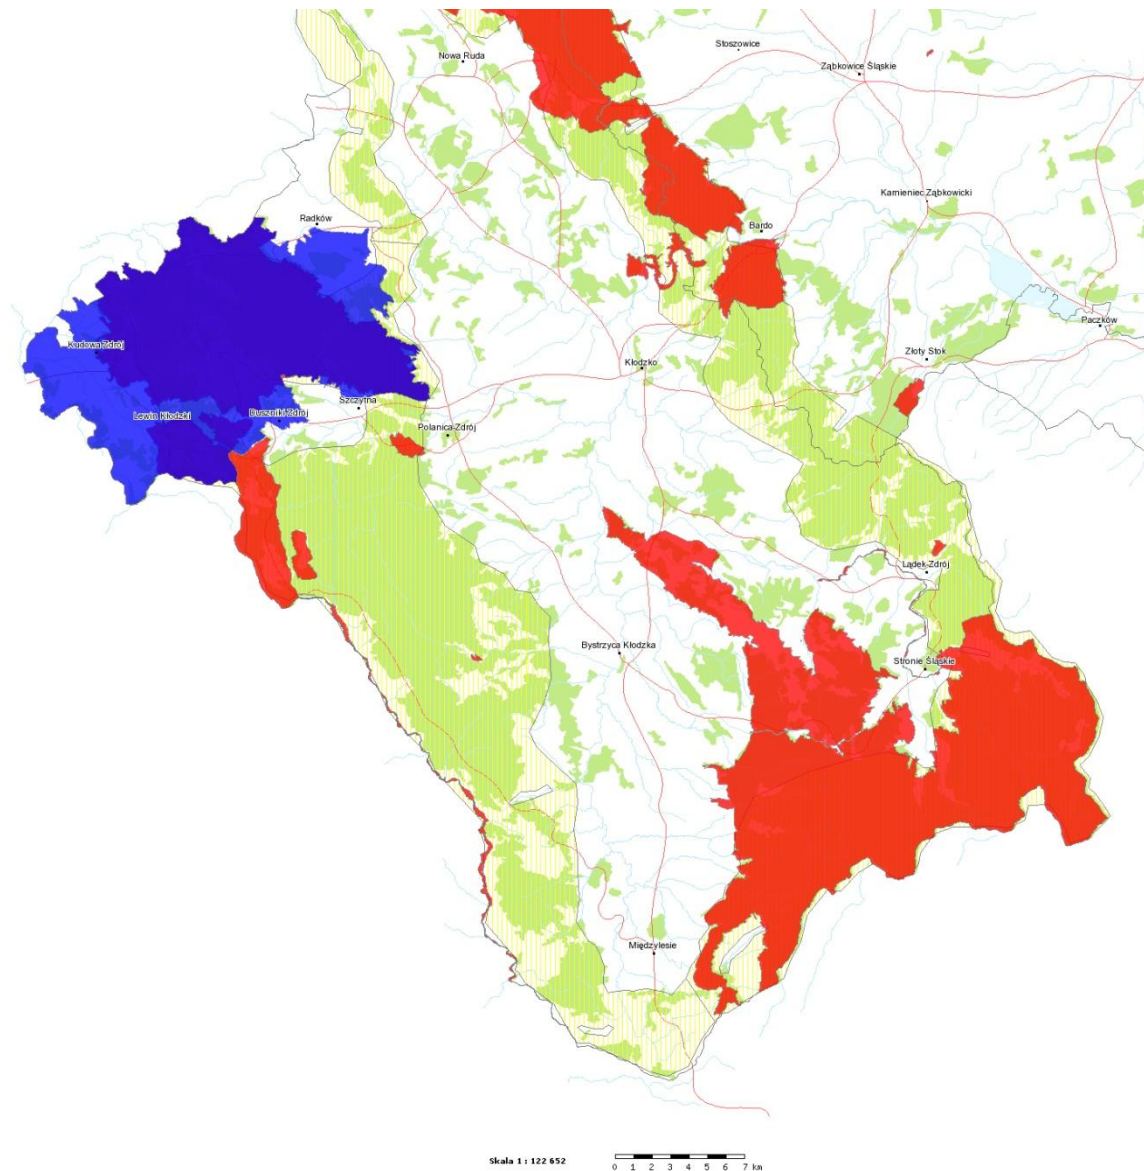 Stoszowice
Nowa Ruda
Ząbkowice Śląskie
Kamieniec Ząbkowicki
Radków
Bardo
Paczków
Kudowa-Zdrój
Złoty Stok
Kłodzko
Szczytna
Lewin Kłodzki
Duszniki-Zdrój
Polanica-Zdrój
Lądek-Zdrój
Bystrzyca Kłodzka
Stronie Śląskie
Międzylesie
Skala 1 : 122 652
0 1 2 3 4 5 6 7 km